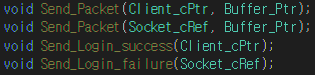 void Send_Packet(Client_cPtr, Buffer_Ptr);
void Send_Packet(Socket_cRef, Buffer_Ptr);
void Send_Login_success(Client_cPtr);
void Send_Login_failure(Socket_cRef);